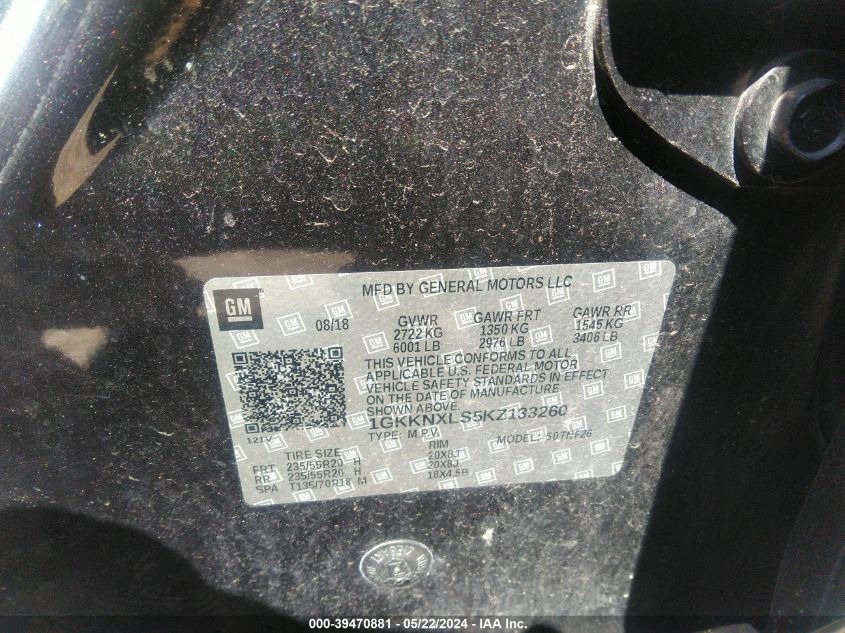 MFD BY GENERAL MOTORS LLC
GM
08/18
GVWR GAWR FRT GAWR RR
2722 KG 1350 KG 1545 KG
6001 LB 2976 LB 3406 LB
THIS VEHICLE CONFORMS TO ALL
APPLICABLE U.S. FEDERAL MOTOR
VEHICLE SAFETY STANDARDS IN EFFECT
ON THE DATE OF MANUFACTURE
SHOWN ABOVE.
1GKKNXLS5KZ133260
121V
TYPE: M.P.V. MODEL: 50TNF26
TIRE SIZE RIM
FRT 235/55R20 H 20X8J
RR 235/55R20 H 20X8J
SPA T135/70R18 M 18X4.5B
000-39470881 - 05/22/2024 - IAA Inc.